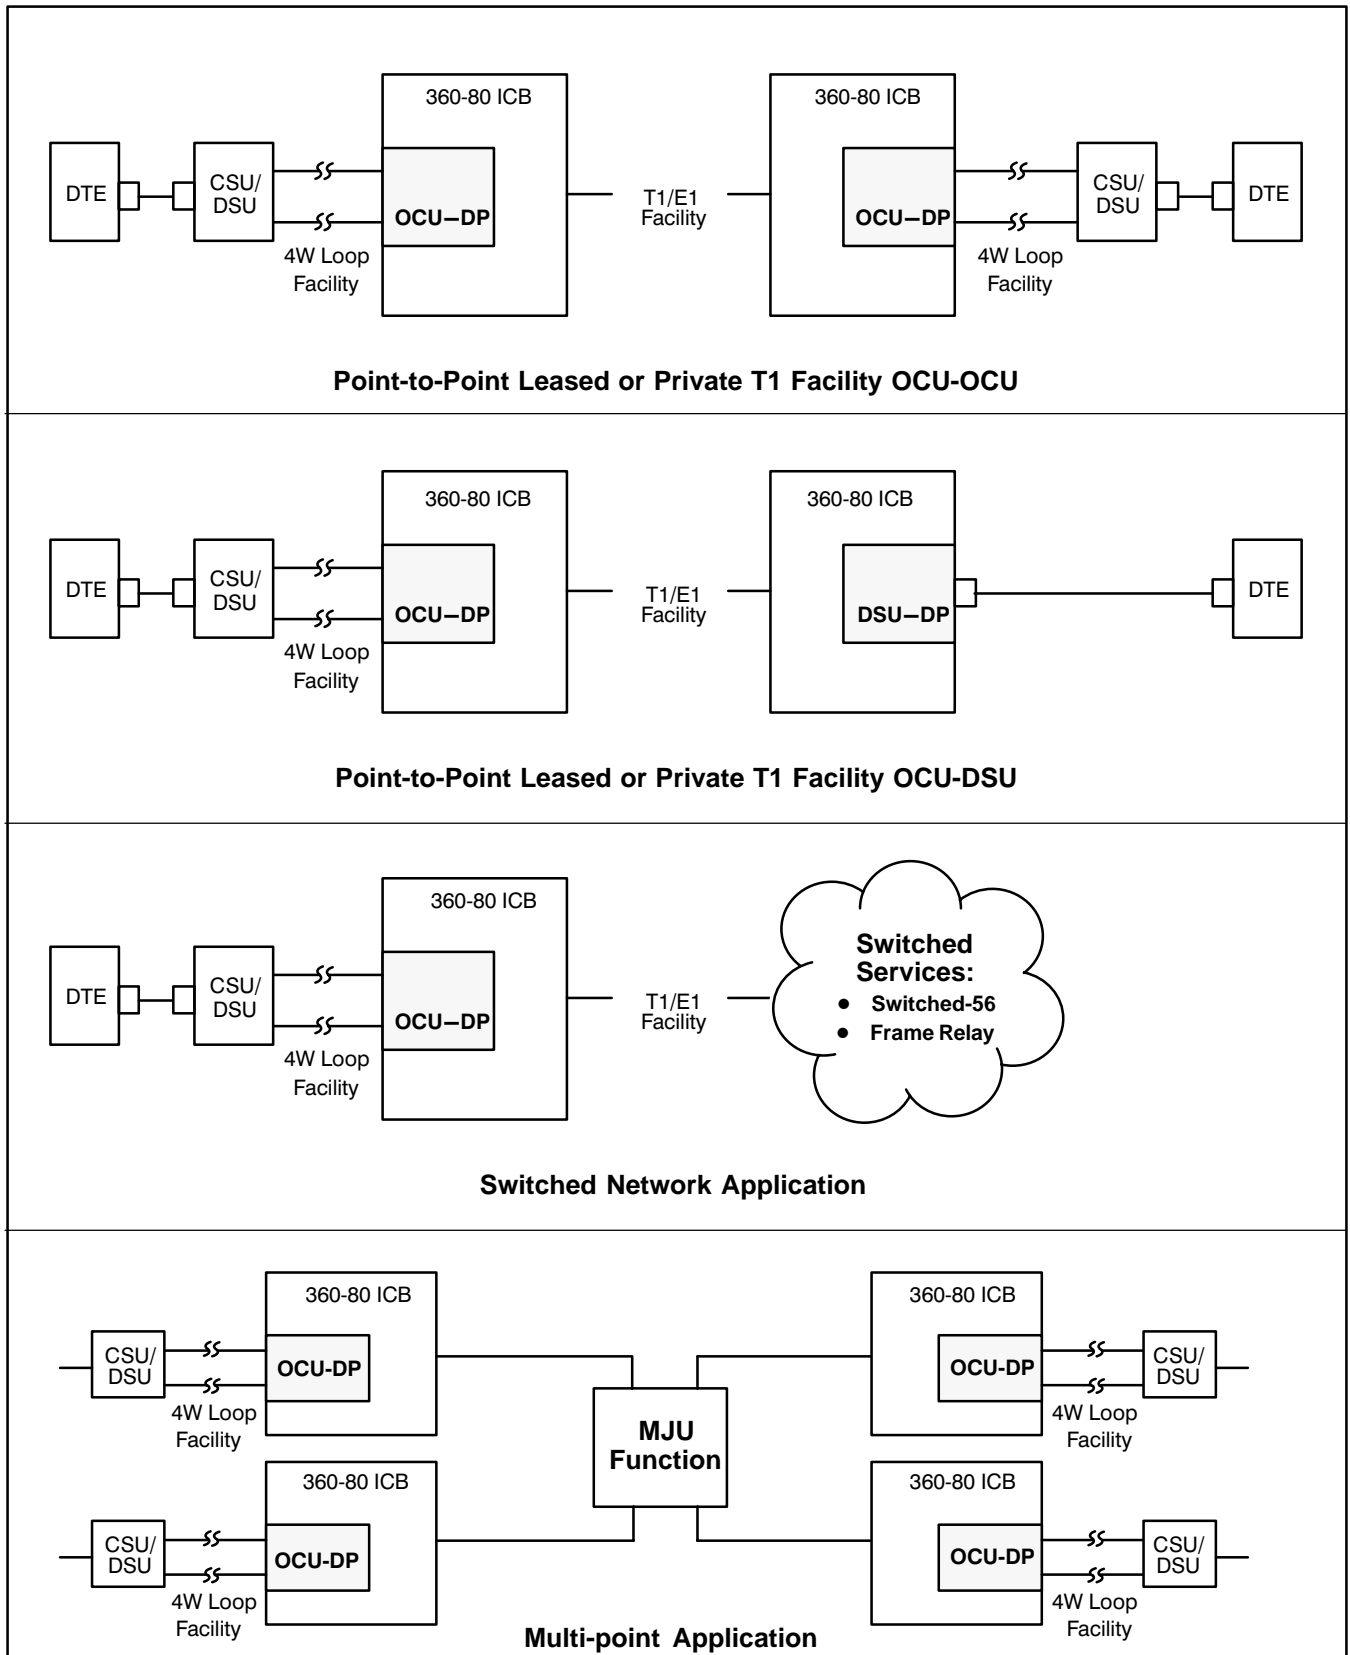 360-80 ICB
360-80 ICB
DTE
CSU/
DSU
OCU–DP
4W Loop
Facility
T1/E1
Facility
OCU–DP
4W Loop
Facility
CSU/
DSU
DTE
Point-to-Point Leased or Private T1 Facility OCU-OCU
360-80 ICB
360-80 ICB
DTE
CSU/
DSU
OCU–DP
4W Loop
Facility
T1/E1
Facility
DSU–DP
DTE
Point-to-Point Leased or Private T1 Facility OCU-DSU
360-80 ICB
DTE
CSU/
DSU
OCU–DP
4W Loop
Facility
T1/E1
Facility
Switched
Services:
● Switched-56
● Frame Relay
Switched Network Application
360-80 ICB
360-80 ICB
CSU/
DSU
OCU-DP
4W Loop
Facility
OCU-DP
CSU/
DSU
4W Loop
Facility
MJU
Function
360-80 ICB
360-80 ICB
CSU/
DSU
OCU-DP
4W Loop
Facility
OCU-DP
CSU/
DSU
4W Loop
Facility
Multi-point Application